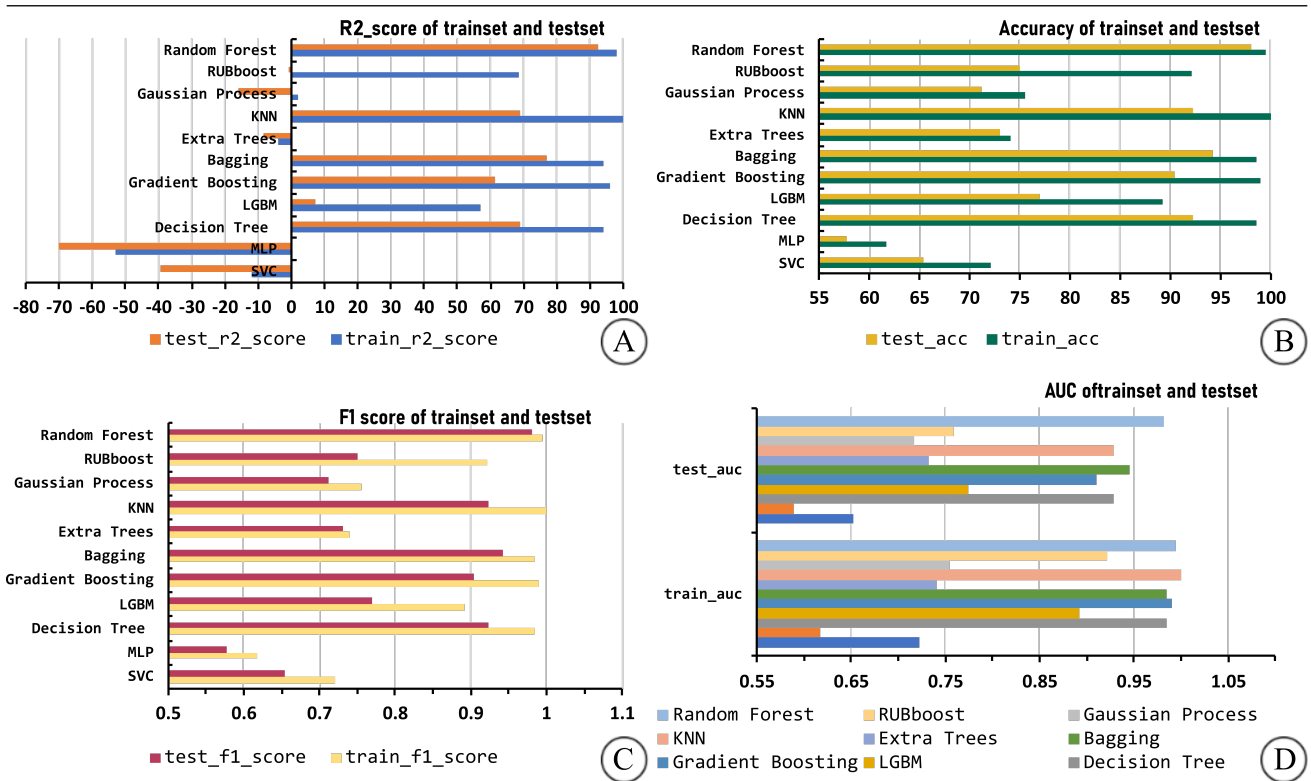 R2_score of trainset and testset
Random Forest
RUBboost
Gaussian Process
KNN
Extra Trees
Bagging
Gradient Boosting
LGBM
Decision Tree
MLP
SVC
-80 -70 -60 -50 -40 -30 -20 -10 0 10 20 30 40 50 60 70 80 90 100
test_r2_score train_r2_score
A
Accuracy of trainset and testset
Random Forest
RUBboost
Gaussian Process
KNN
Extra Trees
Bagging
Gradient Boosting
LGBM
Decision Tree
MLP
SVC
55 60 65 70 75 80 85 90 95 100
test_acc train_acc
B
F1 score of trainset and testset
Random Forest
RUBboost
Gaussian Process
KNN
Extra Trees
Bagging
Gradient Boosting
LGBM
Decision Tree
MLP
SVC
0.5 0.6 0.7 0.8 0.9 1 1.1
test_f1_score train_f1_score
C
AUC oftrainset and testset
test_auc
train_auc
0.55 0.65 0.75 0.85 0.95 1.05
Random Forest RUBboost Gaussian Process
KNN Extra Trees Bagging
Gradient Boosting LGBM Decision Tree
D